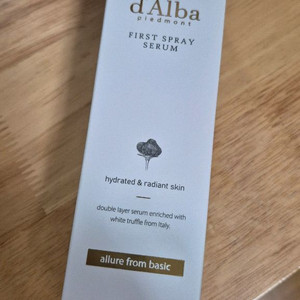 d'Alba
piedmont
FIRST SPRAY
SERUM
hydrated & radiant skin
double layer serum enriched with
white truffle from Italy.
allure from basic